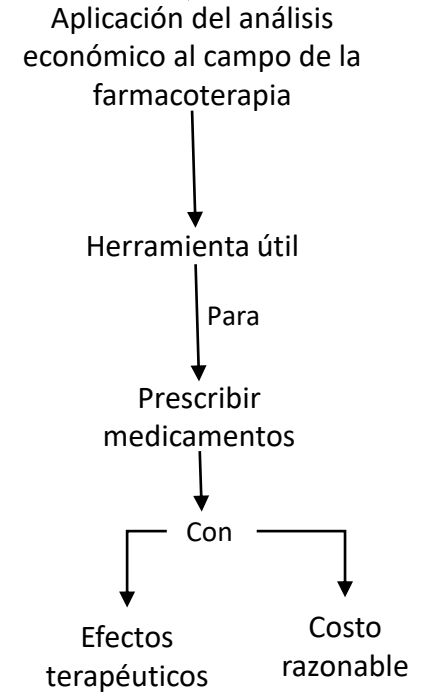 Aplicación del análisis
económico al campo de la
farmacoterapia
Herramienta útil
Para
Prescribir
medicamentos
Con
Efectos
terapéuticos
Costo
razonable